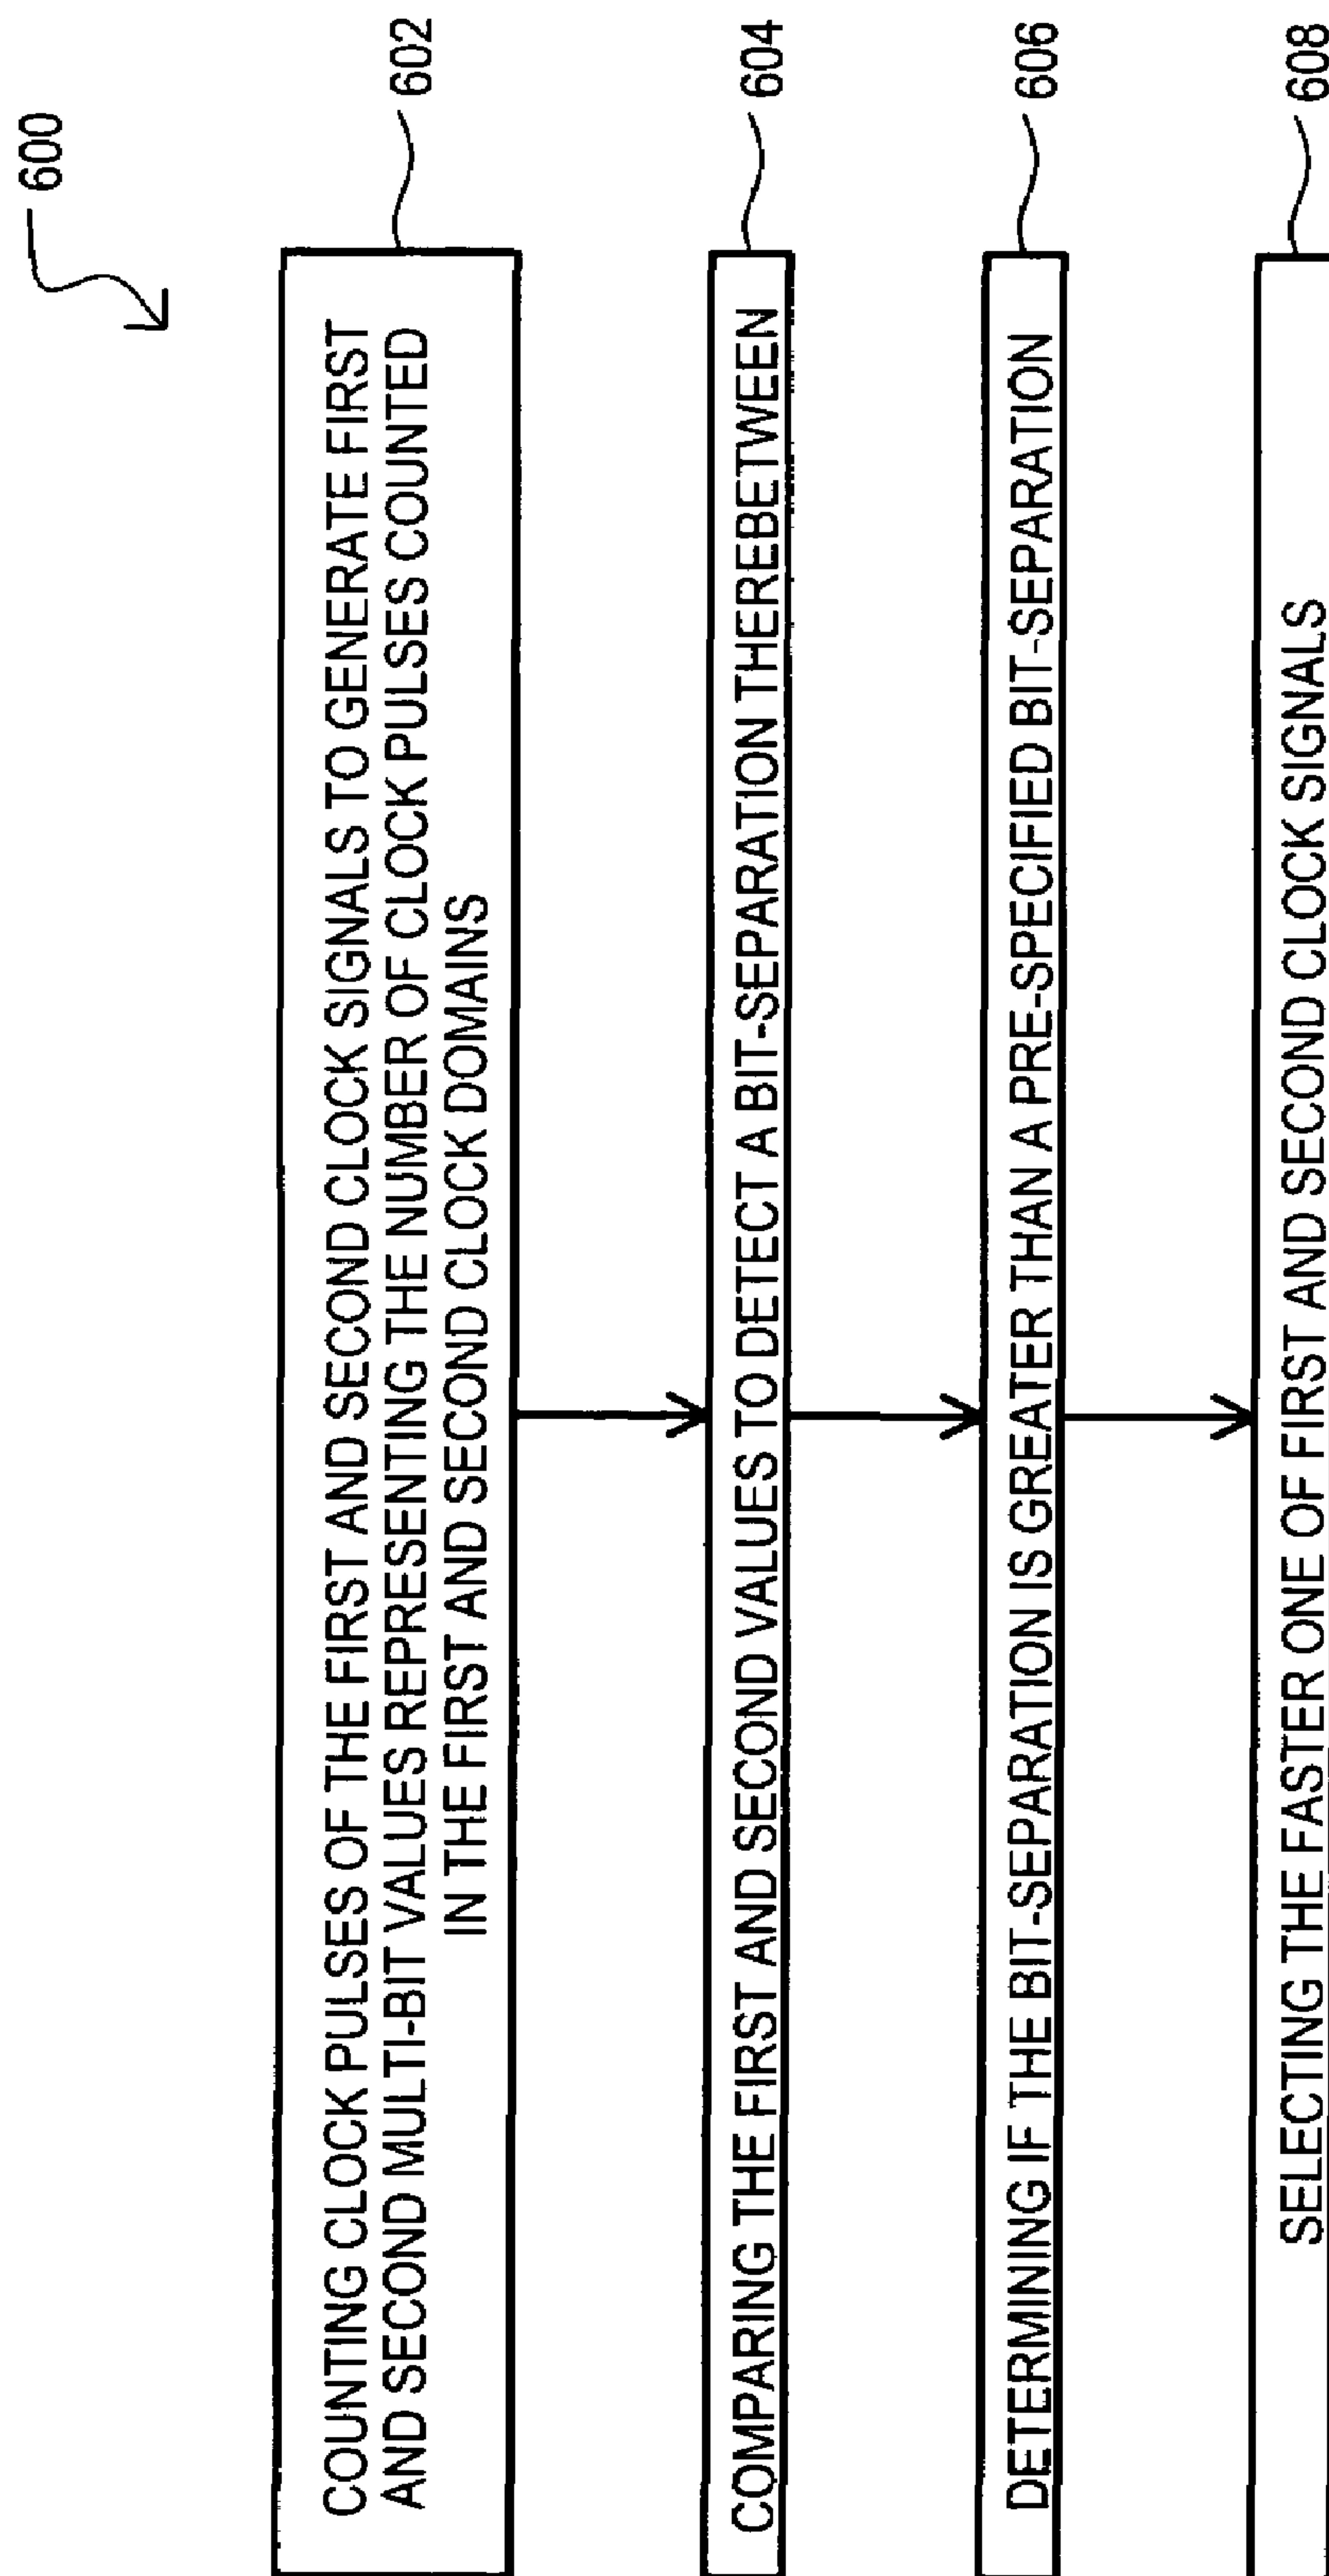 600
COUNTING CLOCK PULSES OF THE FIRST AND SECOND CLOCK SIGNALS TO GENERATE FIRST
AND SECOND MULTI-BIT VALUES REPRESENTING THE NUMBER OF CLOCK PULSES COUNTED
IN THE FIRST AND SECOND CLOCK DOMAINS
602
COMPARING THE FIRST AND SECOND VALUES TO DETECT A BIT-SEPARATION THEREBETWEEN
604
DETERMINING IF THE BIT-SEPARATION IS GREATER THAN A PRE-SPECIFIED BIT-SEPARATION
606
SELECTING THE FASTER ONE OF FIRST AND SECOND CLOCK SIGNALS
608